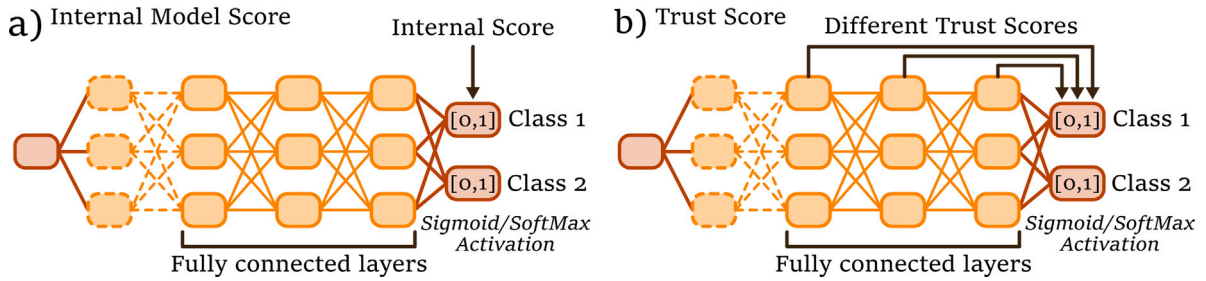 a) Internal Model Score
Internal Score
[0,1] Class 1
[0,1] Class 2
Sigmoid/SoftMax
Activation
Fully connected layers
b) Trust Score
Different Trust Scores
[0,1] Class 1
[0,1] Class 2
Sigmoid/SoftMax
Activation
Fully connected layers